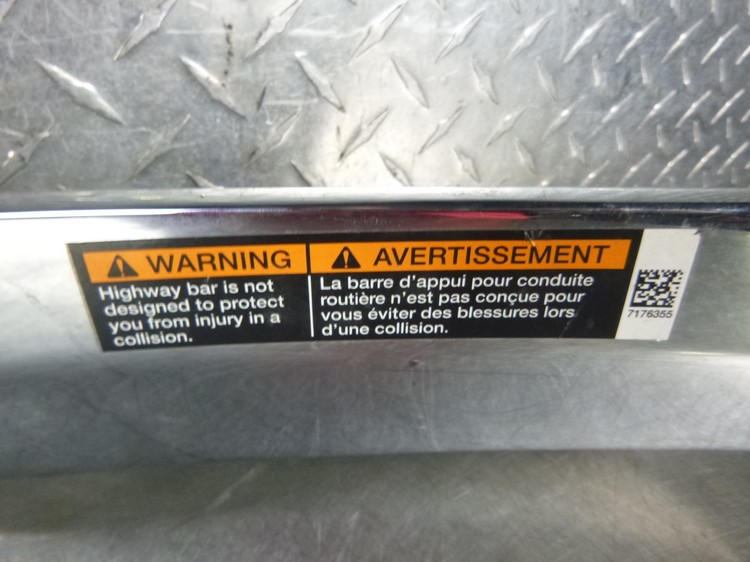 WARNING
Highway bar is not
designed to protect
you from injury in a
collision.
AVERTISSEMENT
La barre d'appui pour conduite
routière n'est pas conçue pour
vous éviter des blessures lors
d'une collision.
7176355